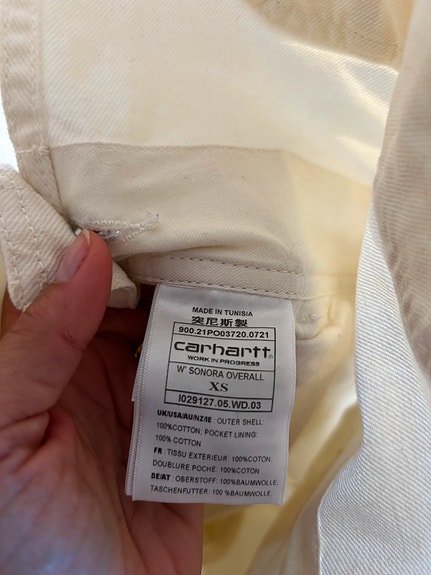 MADE IN TUNISIA
突尼斯製
900.21PO03720.0721
carhartt
WORK IN PROGRESS
W' SONORA OVERALL
XS
I029127.05.WD.03
UK/USA/AU/NZ/IE: OUTER SHELL:
100%COTTON; POCKET LINING:
100% COTTON
FR: TISSU EXTERIEUR: 100%COTON;
DOUBLURE POCHE: 100%COTON
DE/AT: OBERSTOFF: 100%BAUMWOLLE,
TASCHENFUTTER: 100 %BAUMWOLLE,